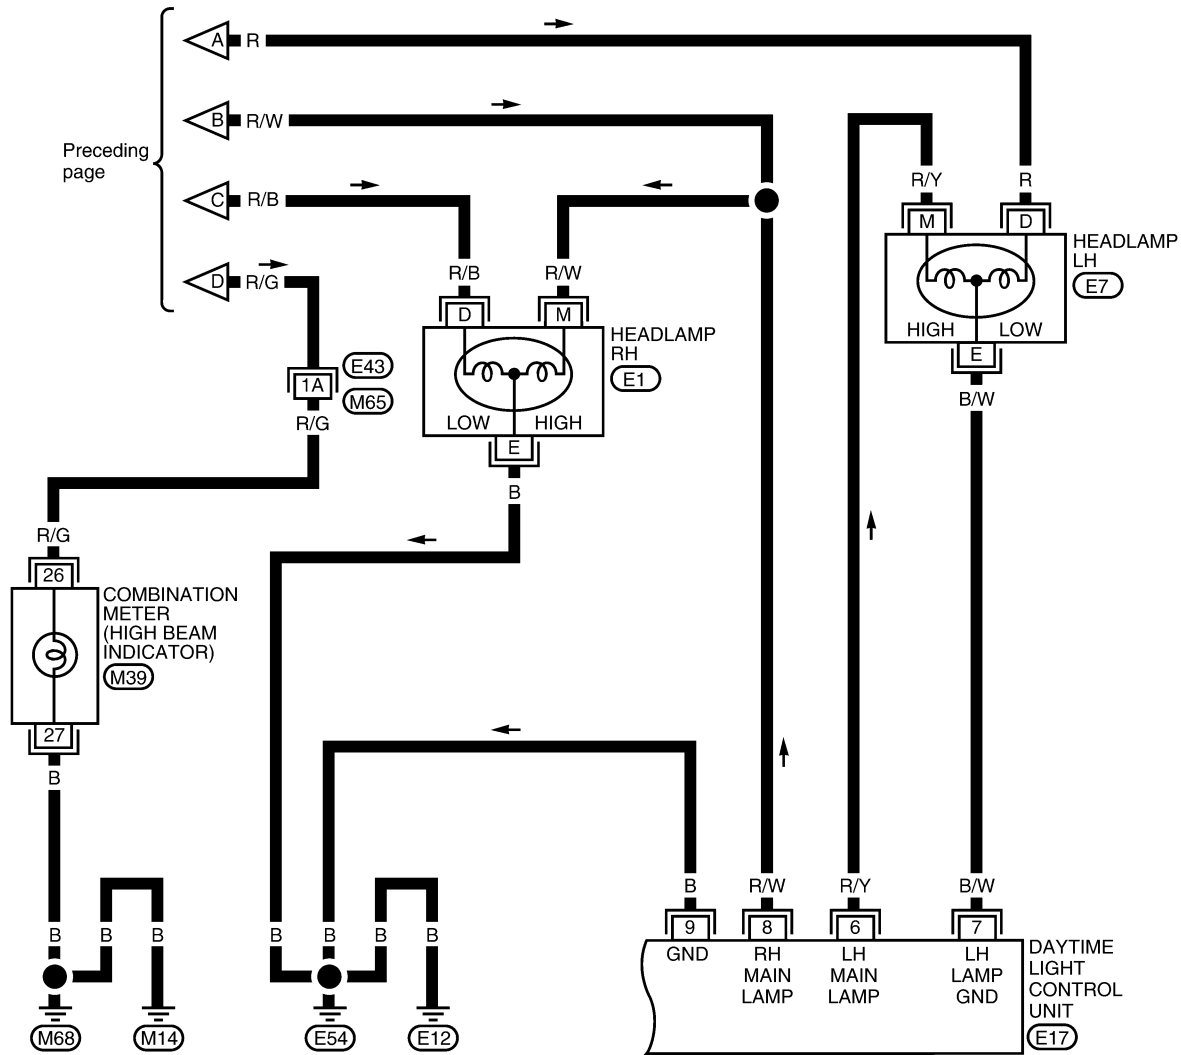 A R
B R/W
Preceding
page
C R/B
D R/G
R/B
R/W
D
M
HEADLAMP
RH
E1
LOW HIGH
E
B
R/Y
R
M
D
HEADLAMP
LH
E7
HIGH LOW
E
B/W
1A
E43
M65
R/G
R/G
26
COMBINATION
METER
(HIGH BEAM
INDICATOR)
M39
27
B
B R/W R/Y B/W
9 8 6 7
GND
RH
MAIN
LAMP
LH
MAIN
LAMP
LH
LAMP
GND
DAYTIME
LIGHT
CONTROL
UNIT
E17
B B B B B B B
M68 M14 E54 E12